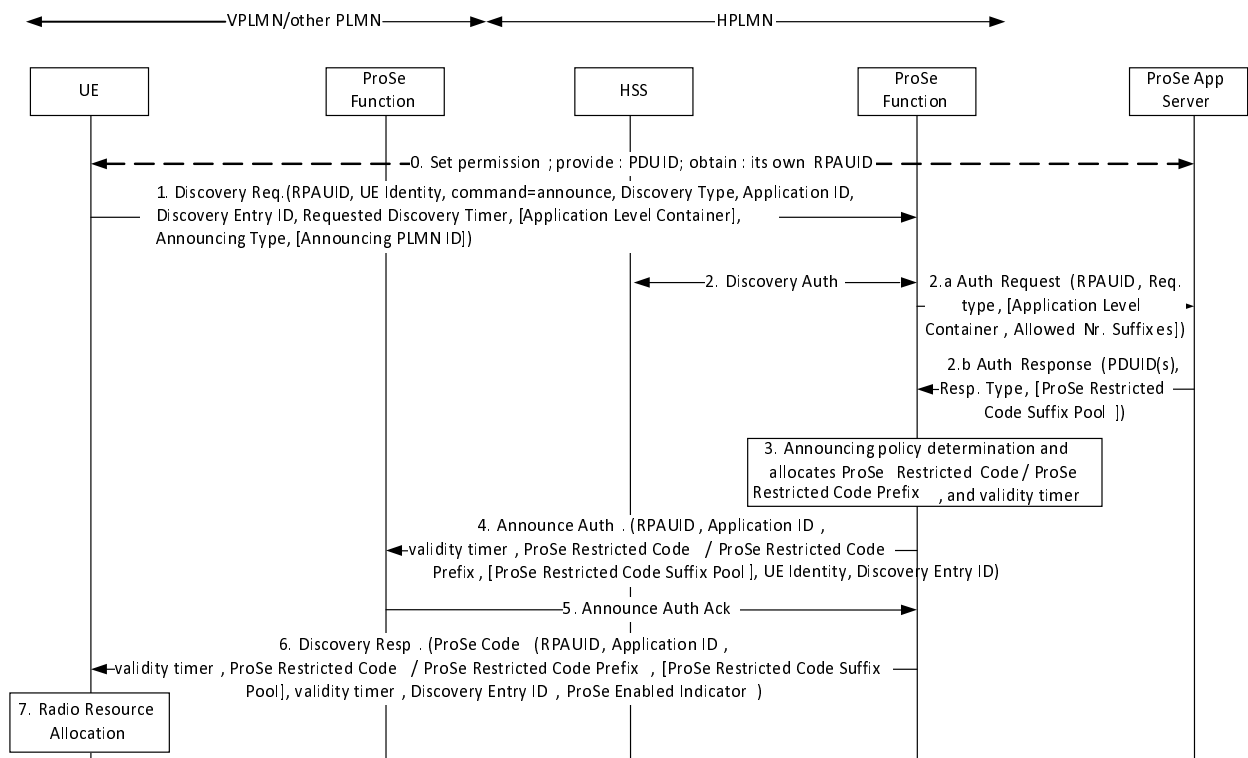 VPLMN/other PLMN
HPLMN
UE
ProSe
Function
HSS
ProSe
Function
ProSe App
Server
0. Set permission ; provide : PDUID; obtain : its own RPAUID
1. Discovery Req.(RPAUID, UE Identity, command=announce, Discovery Type, Application ID,
Discovery Entry ID, Requested Discovery Timer, [Application Level Container],
Announcing Type, [Announcing PLMN ID])
2. Discovery Auth
2.a Auth Request (RPAUID, Req.
type, [Application Level
Container , Allowed Nr. Suffixes])
2.b Auth Response (PDUID(s),
Resp. Type, [ProSe Restricted
Code Suffix Pool ])
3. Announcing policy determination and
allocates ProSe Restricted Code / ProSe
Restricted Code Prefix , and validity timer
4. Announce Auth . (RPAUID , Application ID ,
validity timer , ProSe Restricted Code / ProSe Restricted Code
Prefix , [ProSe Restricted Code Suffix Pool ], UE Identity, Discovery Entry ID)
5. Announce Auth Ack
6. Discovery Resp . (ProSe Code (RPAUID, Application ID ,
validity timer , ProSe Restricted Code / ProSe Restricted Code Prefix , [ProSe Restricted Code Suffix
Pool], validity timer , Discovery Entry ID , ProSe Enabled Indicator )
7. Radio Resource
Allocation